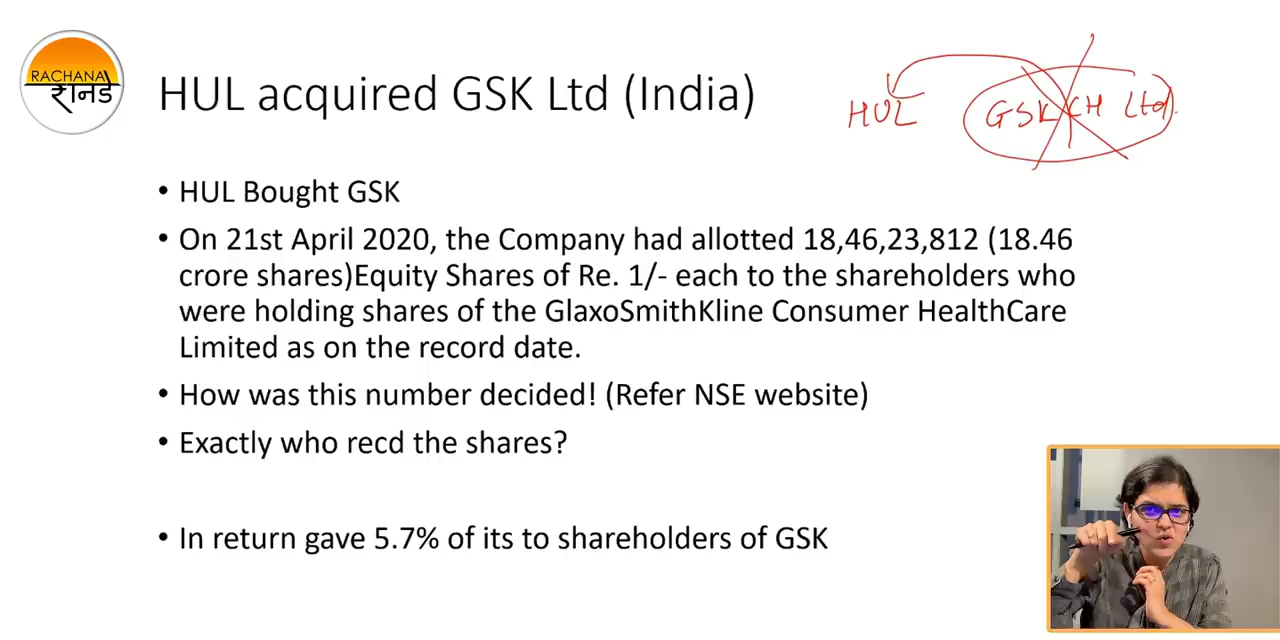 RACHANA
रानडे
HUL acquired GSK Ltd (India)
HUL GSK CH Ltd.
• HUL Bought GSK
• On 21st April 2020, the Company had allotted 18,46,23,812 (18.46
crore shares)Equity Shares of Re. 1/- each to the shareholders who
were holding shares of the GlaxoSmithKline Consumer HealthCare
Limited as on the record date.
• How was this number decided! (Refer NSE website)
• Exactly who recd the shares?
• In return gave 5.7% of its to shareholders of GSK